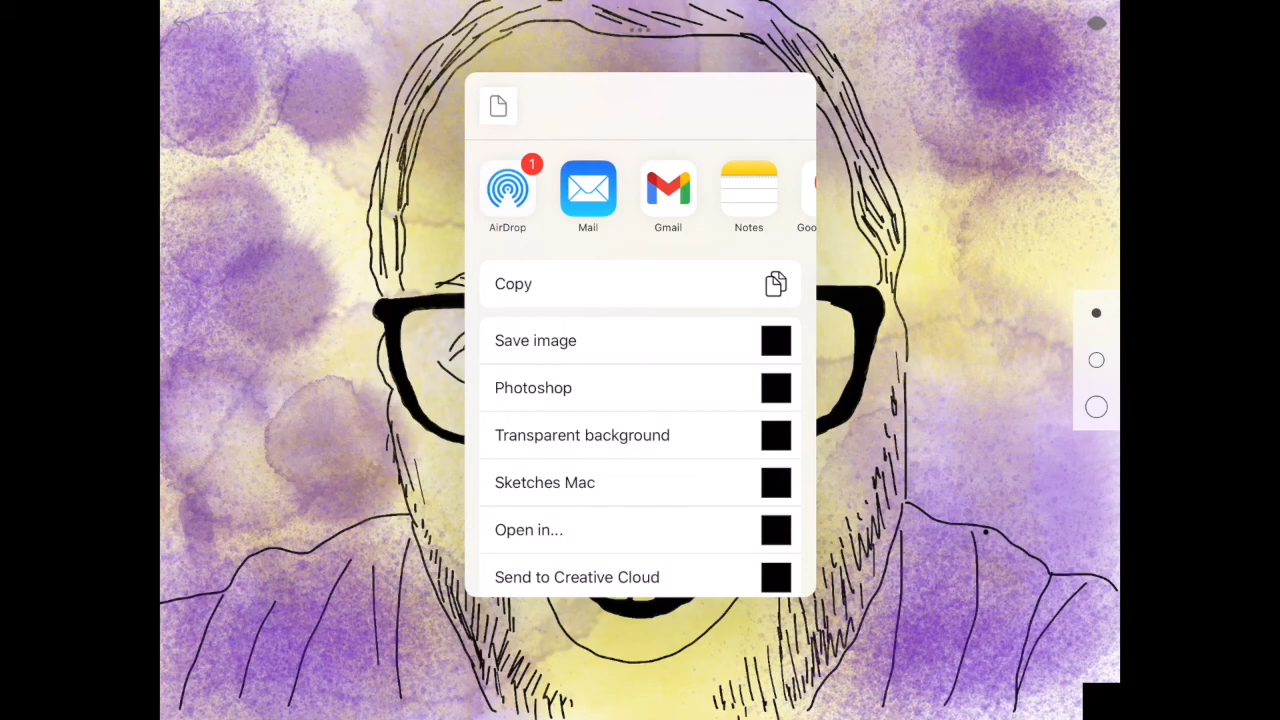 1
AirDrop
Mail
Gmail
Notes
Goo
Copy
Save image
Photoshop
Transparent background
Sketches Mac
Open in...
Send to Creative Cloud